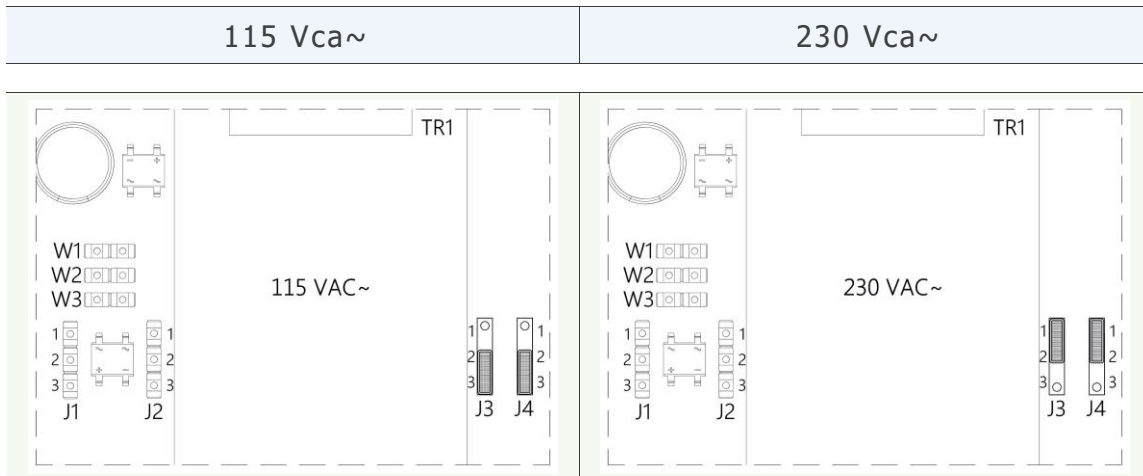 115 Vca~ 230 Vca~
TR1 TR1
- + - +
~ ~ ~ ~
W1 W1
W2 W2
W3 W3
115 VAC~ 230 VAC~
1 1 1 1 1 1 1 1
~ ~ ~ ~
2 2 2 2 2 2 2 2
+ - + -
3 3 3 3 3 3 3 3
J1 J2 J3 J4 J1 J2 J3 J4